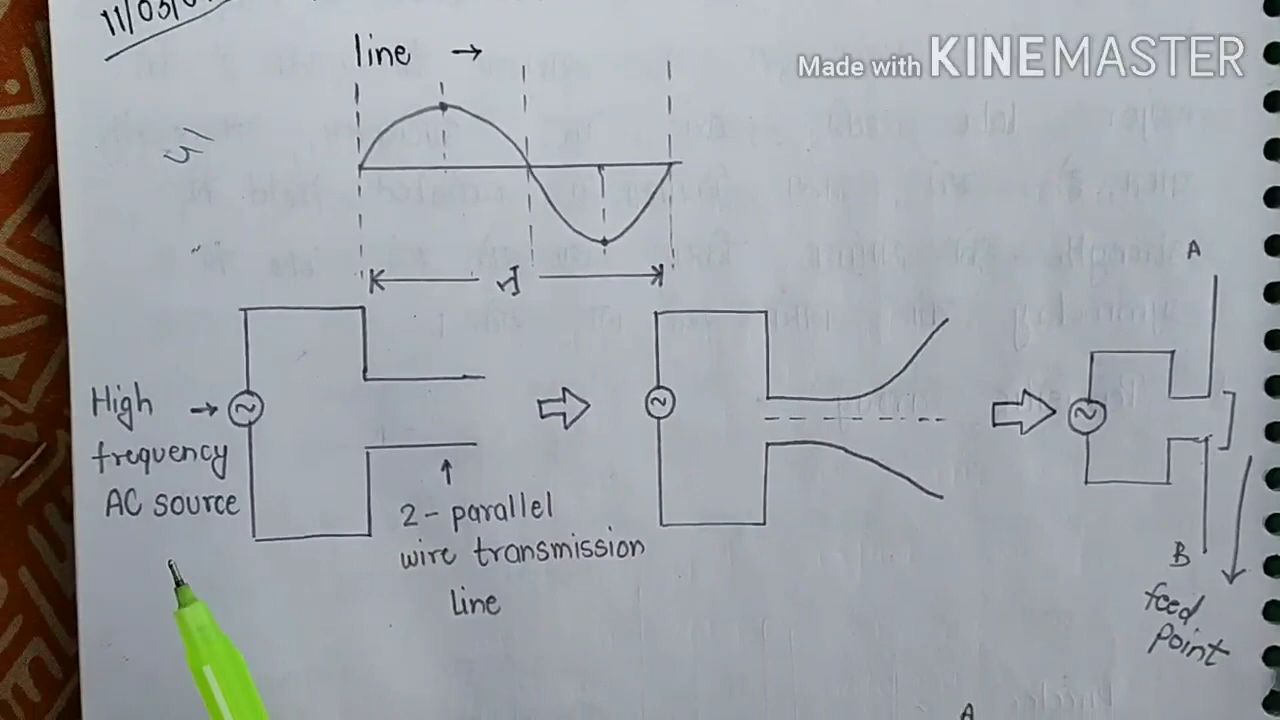 line →
Made with KINEMASTER
A
High →
frequency
AC source
2 - parallel
wire transmission
line
B
feed
point
A